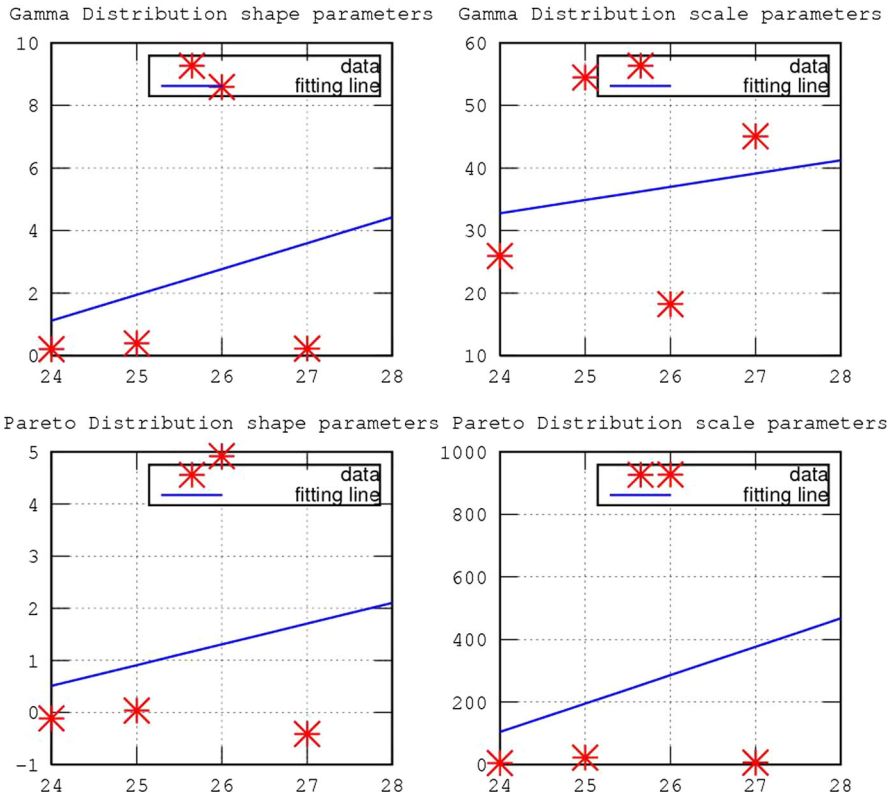 Gamma Distribution shape parameters
10
8
6
4
2
0
24 25 26 27 28
data
fitting line
Gamma Distribution scale parameters
60
50
40
30
20
10
24 25 26 27 28
data
fitting line
Pareto Distribution shape parameters
5
4
3
2
1
0
-1
24 25 26 27 28
data
fitting line
Pareto Distribution scale parameters
1000
800
600
400
200
0
24 25 26 27 28
data
fitting line